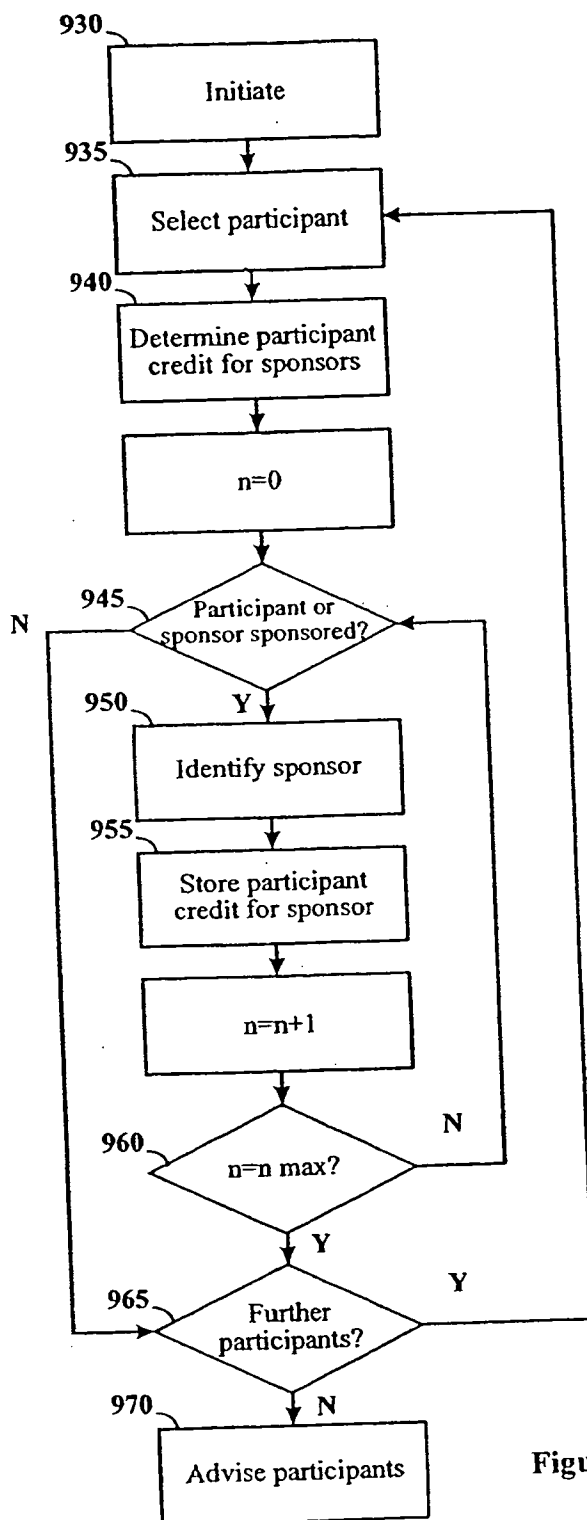 930
Initiate
935
Select participant
940
Determine participant
credit for sponsors
n=0
945
N
Participant or
sponsor sponsored?
Y
950
Identify sponsor
955
Store participant
credit for sponsor
n=n+1
N
960
n=n max?
Y
965
Y
Further
participants?
N
970
Advise participants
Figu